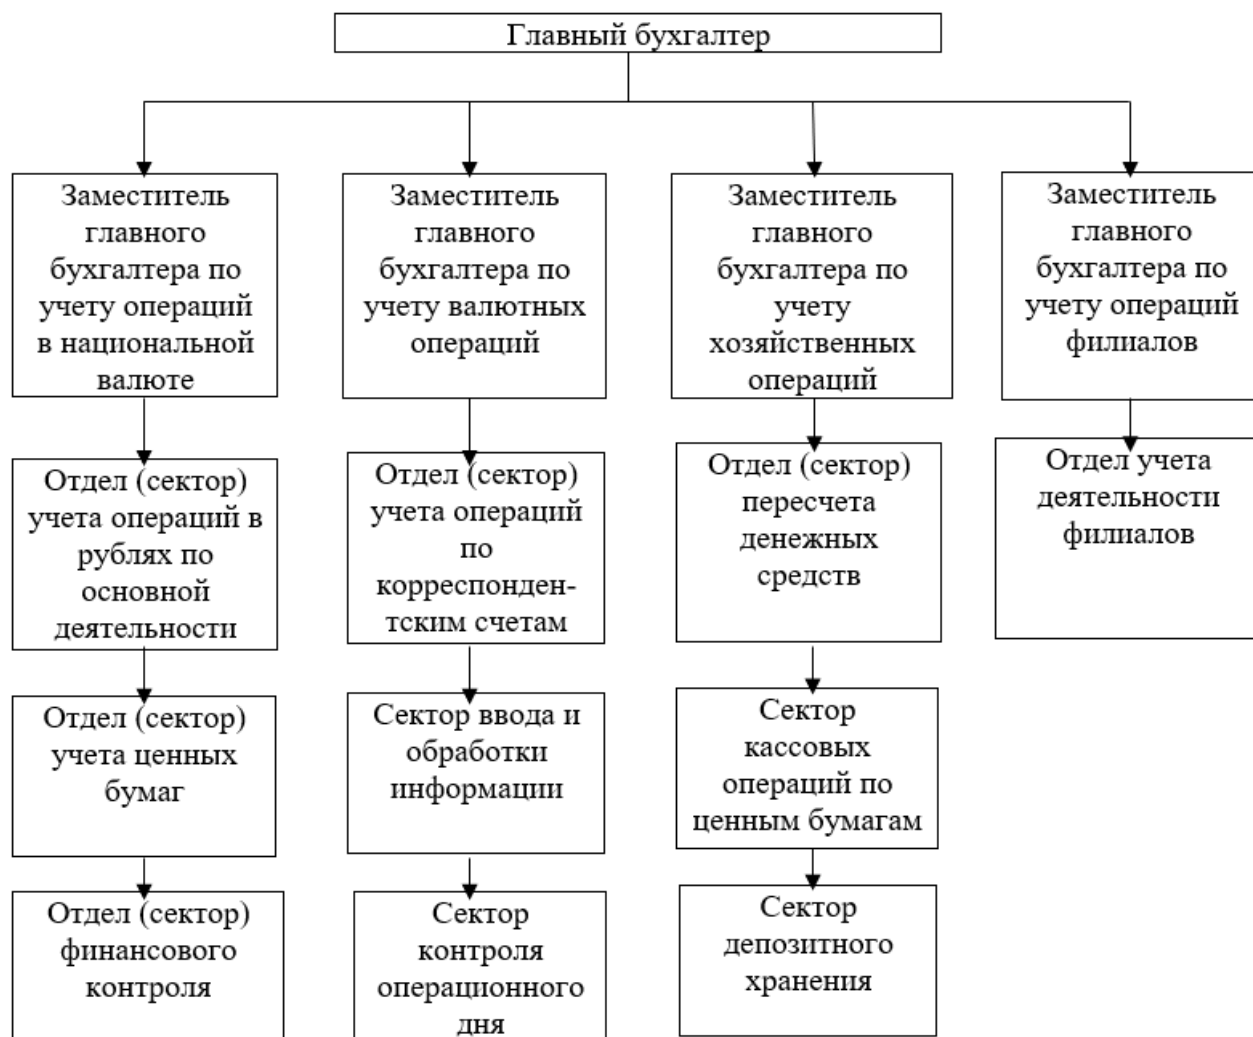 Главный бухгалтер
Заместитель
главного
бухгалтера по
учету операций
в национальной
валюте
Заместитель
главного
бухгалтера по
учету валютных
операций
Заместитель
главного
бухгалтера по
учету
хозяйственных
операций
Заместитель
главного
бухгалтера по
учету операций
филиалов
Отдел (сектор)
учета операций в
рублях по
основной
деятельности
Отдел (сектор)
учета операций
по
корреспонден-
тским счетам
Отдел (сектор)
пересчета
денежных
средств
Отдел учета
деятельности
филиалов
Отдел (сектор)
учета ценных
бумаг
Сектор ввода и
обработки
информации
Сектор
кассовых
операций по
ценным бумагам
Отдел (сектор)
финансового
контроля
Сектор
контроля
операционного
дня
Сектор
депозитного
хранения